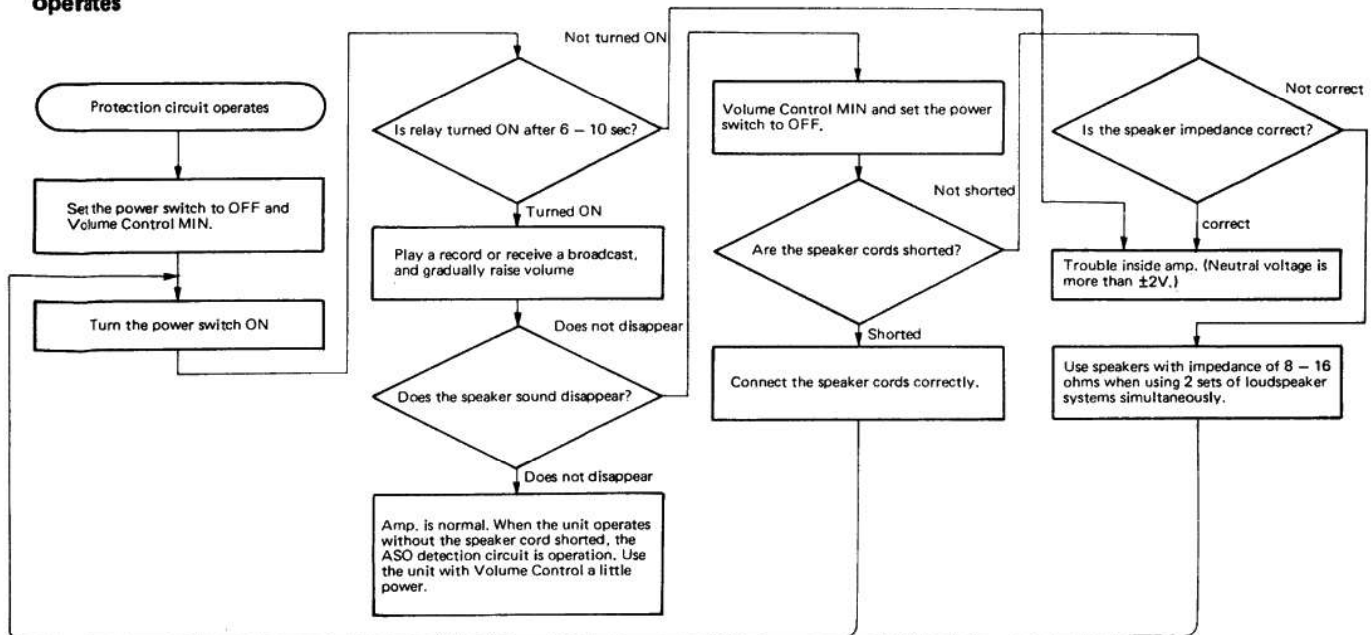 operates
Protection circuit operates
Set the power switch to OFF and
Volume Control MIN.
Turn the power switch ON
Is relay turned ON after 6 – 10 sec?
Not turned ON
Turned ON
Play a record or receive a broadcast,
and gradually raise volume
Does the speaker sound disappear?
Does not disappear
Does not disappear
Amp. is normal. When the unit operates
without the speaker cord shorted, the
ASO detection circuit is operation. Use
the unit with Volume Control a little
power.
Volume Control MIN and set the power
switch to OFF.
Are the speaker cords shorted?
Not shorted
Shorted
Connect the speaker cords correctly.
Is the speaker impedance correct?
Not correct
correct
Trouble inside amp. (Neutral voltage is
more than ±2V.)
Use speakers with impedance of 8 – 16
ohms when using 2 sets of loudspeaker
systems simultaneously.